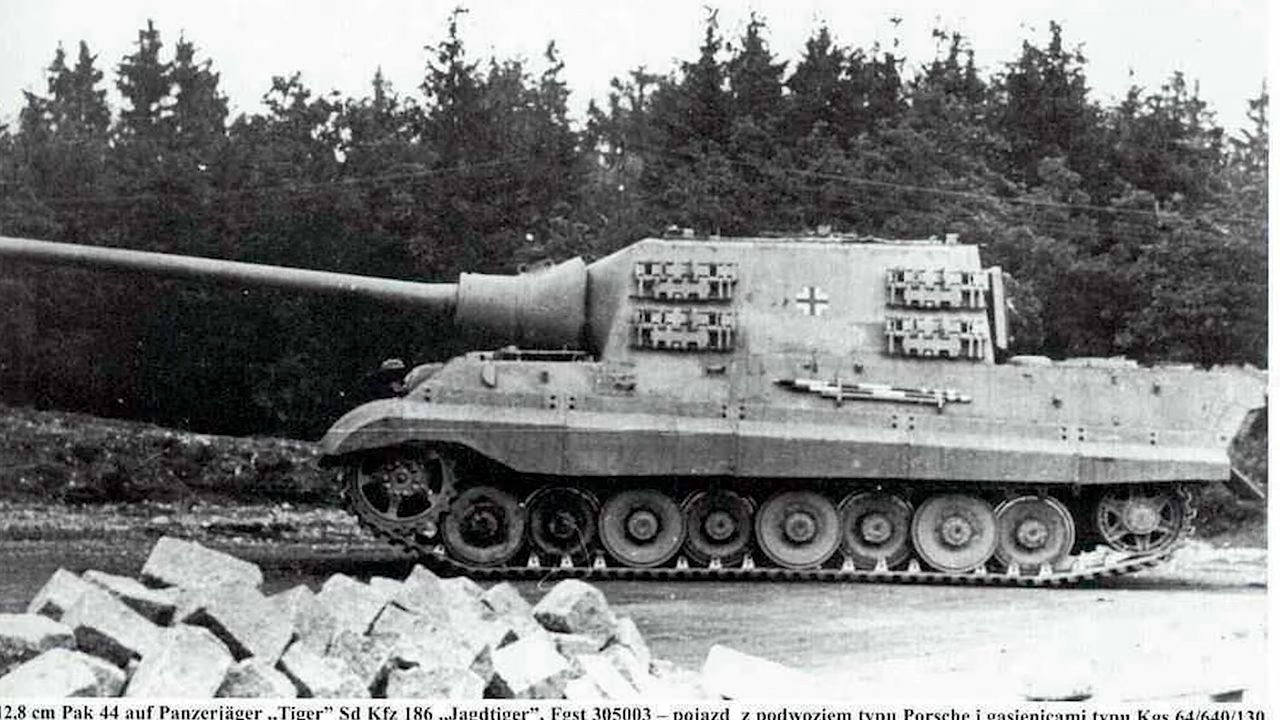 12,8 cm Pak 44 auf Panzerjäger „Tiger” Sd Kfz 186 „Jagdtiger”, Fgst 305003 – pojazd z podwoziem typu Porsche i gąsienicami typu Kgs 64/640/130